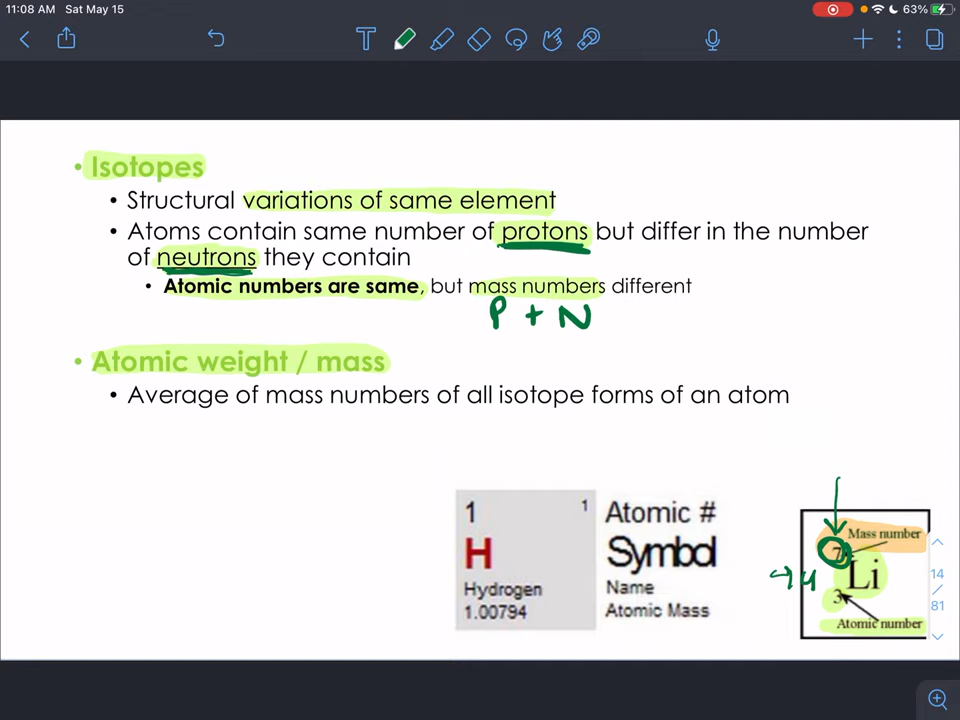 11:08 AM Sat May 15
63%
• Isotopes
• Structural variations of same element
• Atoms contain same number of protons but differ in the number
of neutrons they contain
• Atomic numbers are same, but mass numbers different
P + N
• Atomic weight / mass
• Average of mass numbers of all isotope forms of an atom
1 1 Atomic #
H Symbol
Hydrogen Name
1.00794 Atomic Mass
Mass number
7
→ 4 Li
3
Atomic number
14
/
81